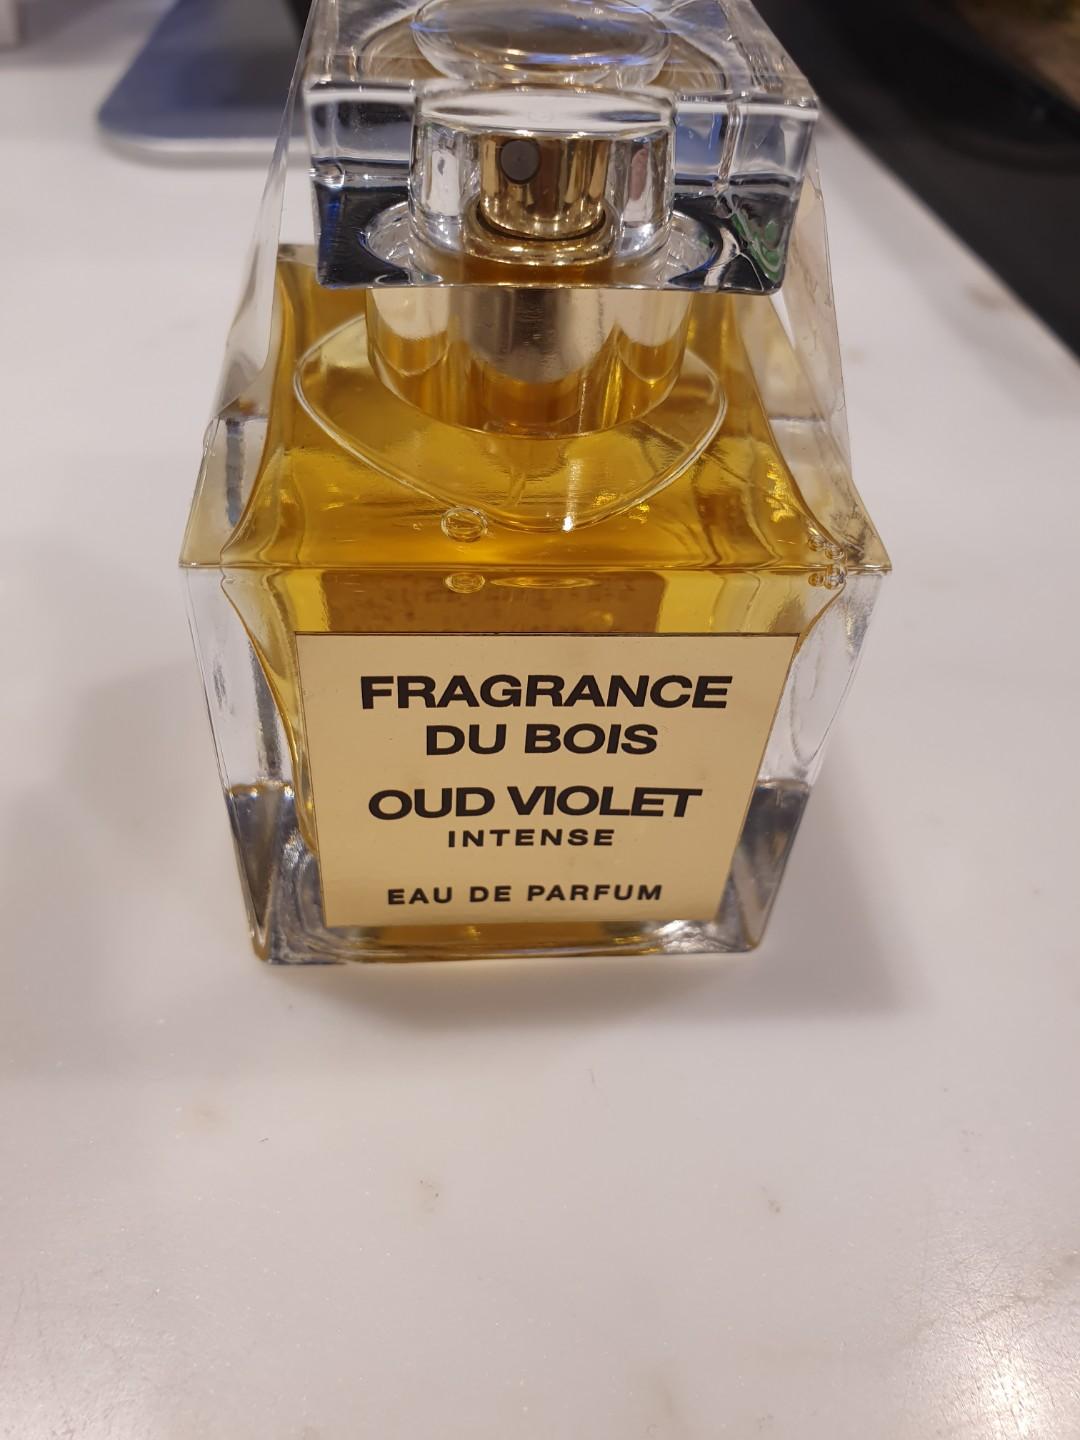 FRAGRANCE
DU BOIS
OUD VIOLET
INTENSE
EAU DE PARFUM